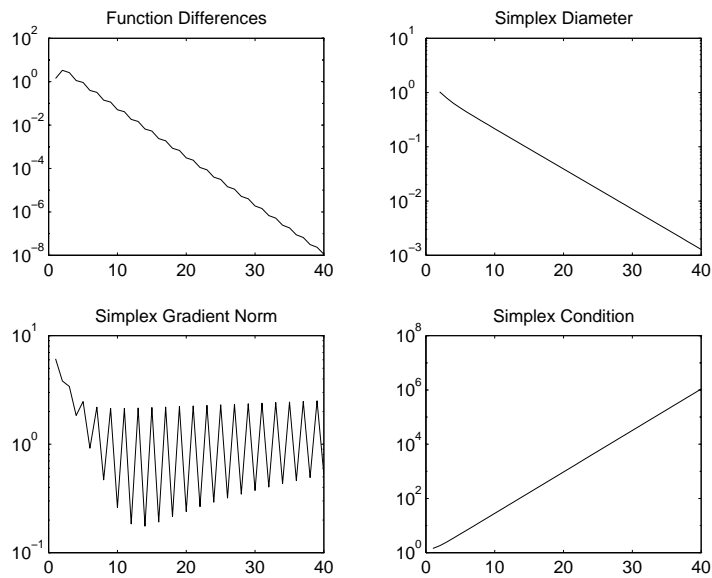 Function Differences
10^2
10^0
10^−2
10^−4
10^−6
10^−8
0 10 20 30 40
Simplex Diameter
10^1
10^0
10^−1
10^−2
10^−3
0 10 20 30 40
Simplex Gradient Norm
10^1
10^0
10^−1
0 10 20 30 40
Simplex Condition
10^8
10^6
10^4
10^2
10^0
0 10 20 30 40